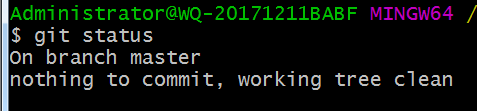 Administrator@WQ-20171211BABF MINGW64 /
$ git status
On branch master
nothing to commit, working tree clean